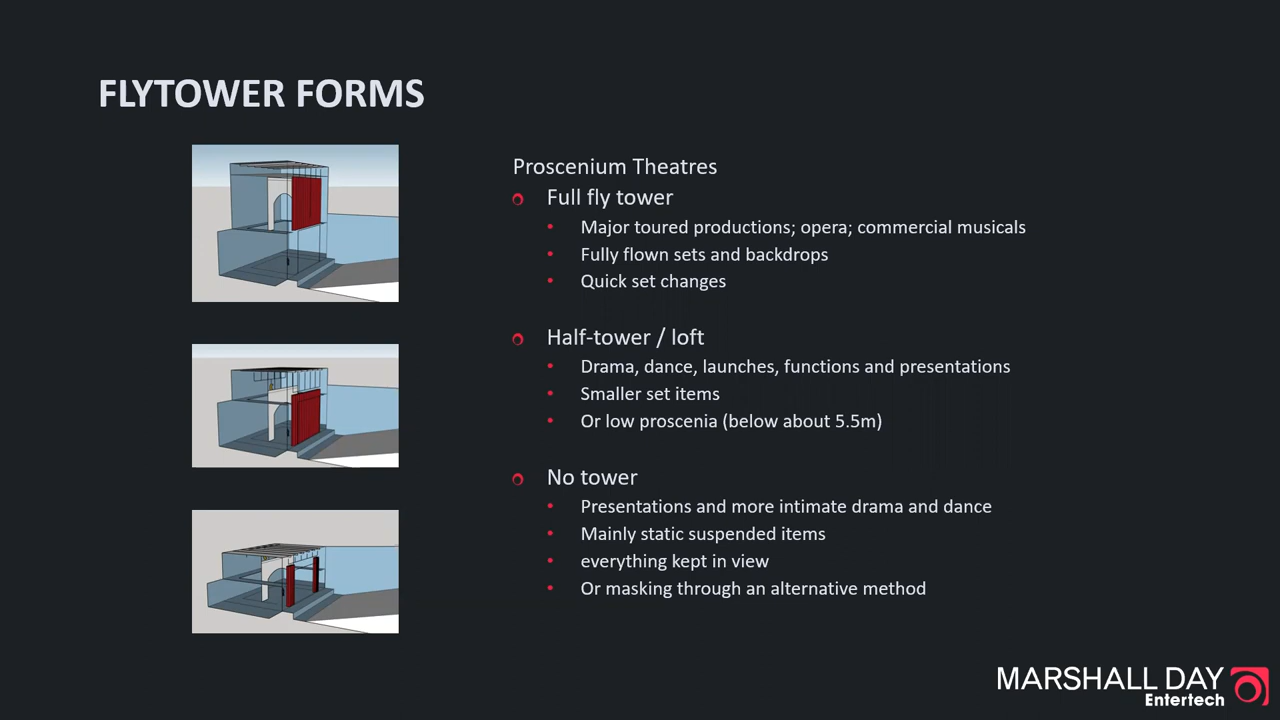 FLYTOWER FORMS
Proscenium Theatres
Full fly tower
Major toured productions; opera; commercial musicals
Fully flown sets and backdrops
Quick set changes
Half-tower / loft
Drama, dance, launches, functions and presentations
Smaller set items
Or low proscenia (below about 5.5m)
No tower
Presentations and more intimate drama and dance
Mainly static suspended items
everything kept in view
Or masking through an alternative method
MARSHALL DAY
Entertech